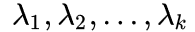 λ₁, λ₂, …, λₖ